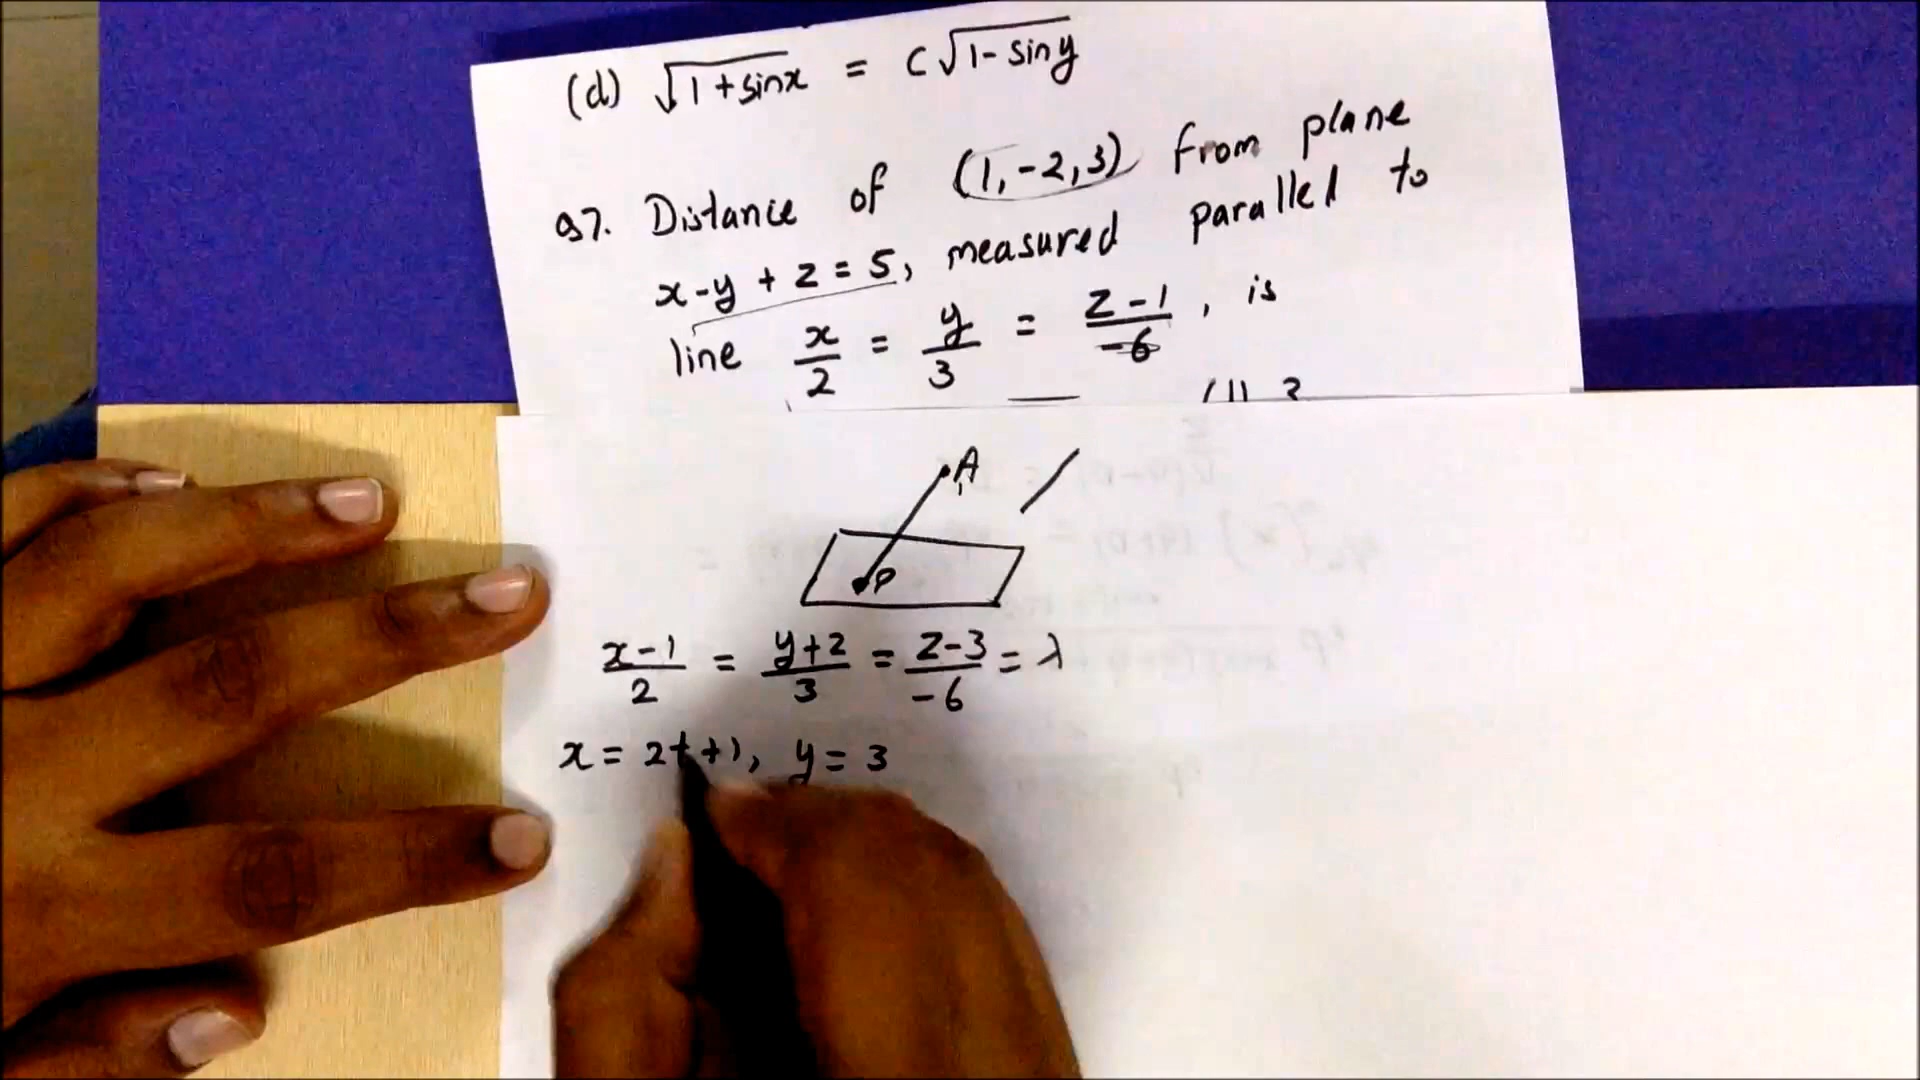 (d) √1+sinx = c√1-siny
Q7. Distance of (1,-2,3) from plane
x-y+z=5, measured parallel to
line x/2 = y/3 = z-1/-6, is
A
P
x-1/2 = y+2/3 = z-3/-6 = λ
x = 2t+1, y = 3